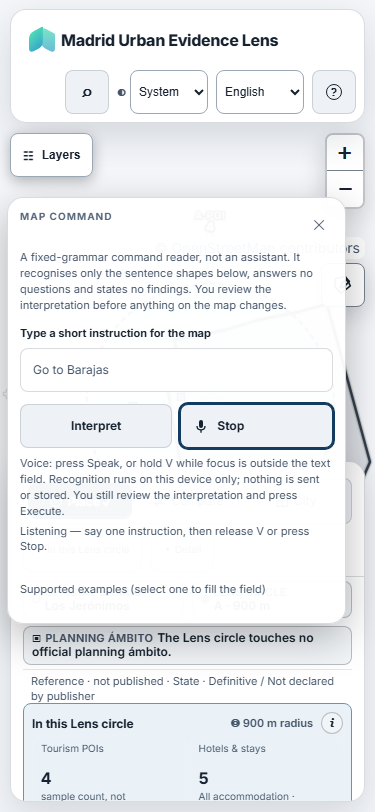 Madrid Urban Evidence Lens
System
English
Layers
+
−
MAP COMMAND
A fixed-grammar command reader, not an assistant. It
recognises only the sentence shapes below, answers no
questions and states no findings. You review the
interpretation before anything on the map changes.
Type a short instruction for the map
Go to Barajas
Interpret
Stop
Voice: press Speak, or hold V while focus is outside the text
field. Recognition runs on this device only; nothing is sent
or stored. You still review the interpretation and press
Execute.
Listening — say one instruction, then release V or press
Stop.
Supported examples (select one to fill the field)
PLANNING ÁMBITO The Lens circle touches no
official planning ámbito.
Reference · not published · State · Definitive / Not declared
by publisher
In this Lens circle
900 m radius
i
Tourism POIs
Hotels & stays
4
5
sample count, not
All accommodation ·